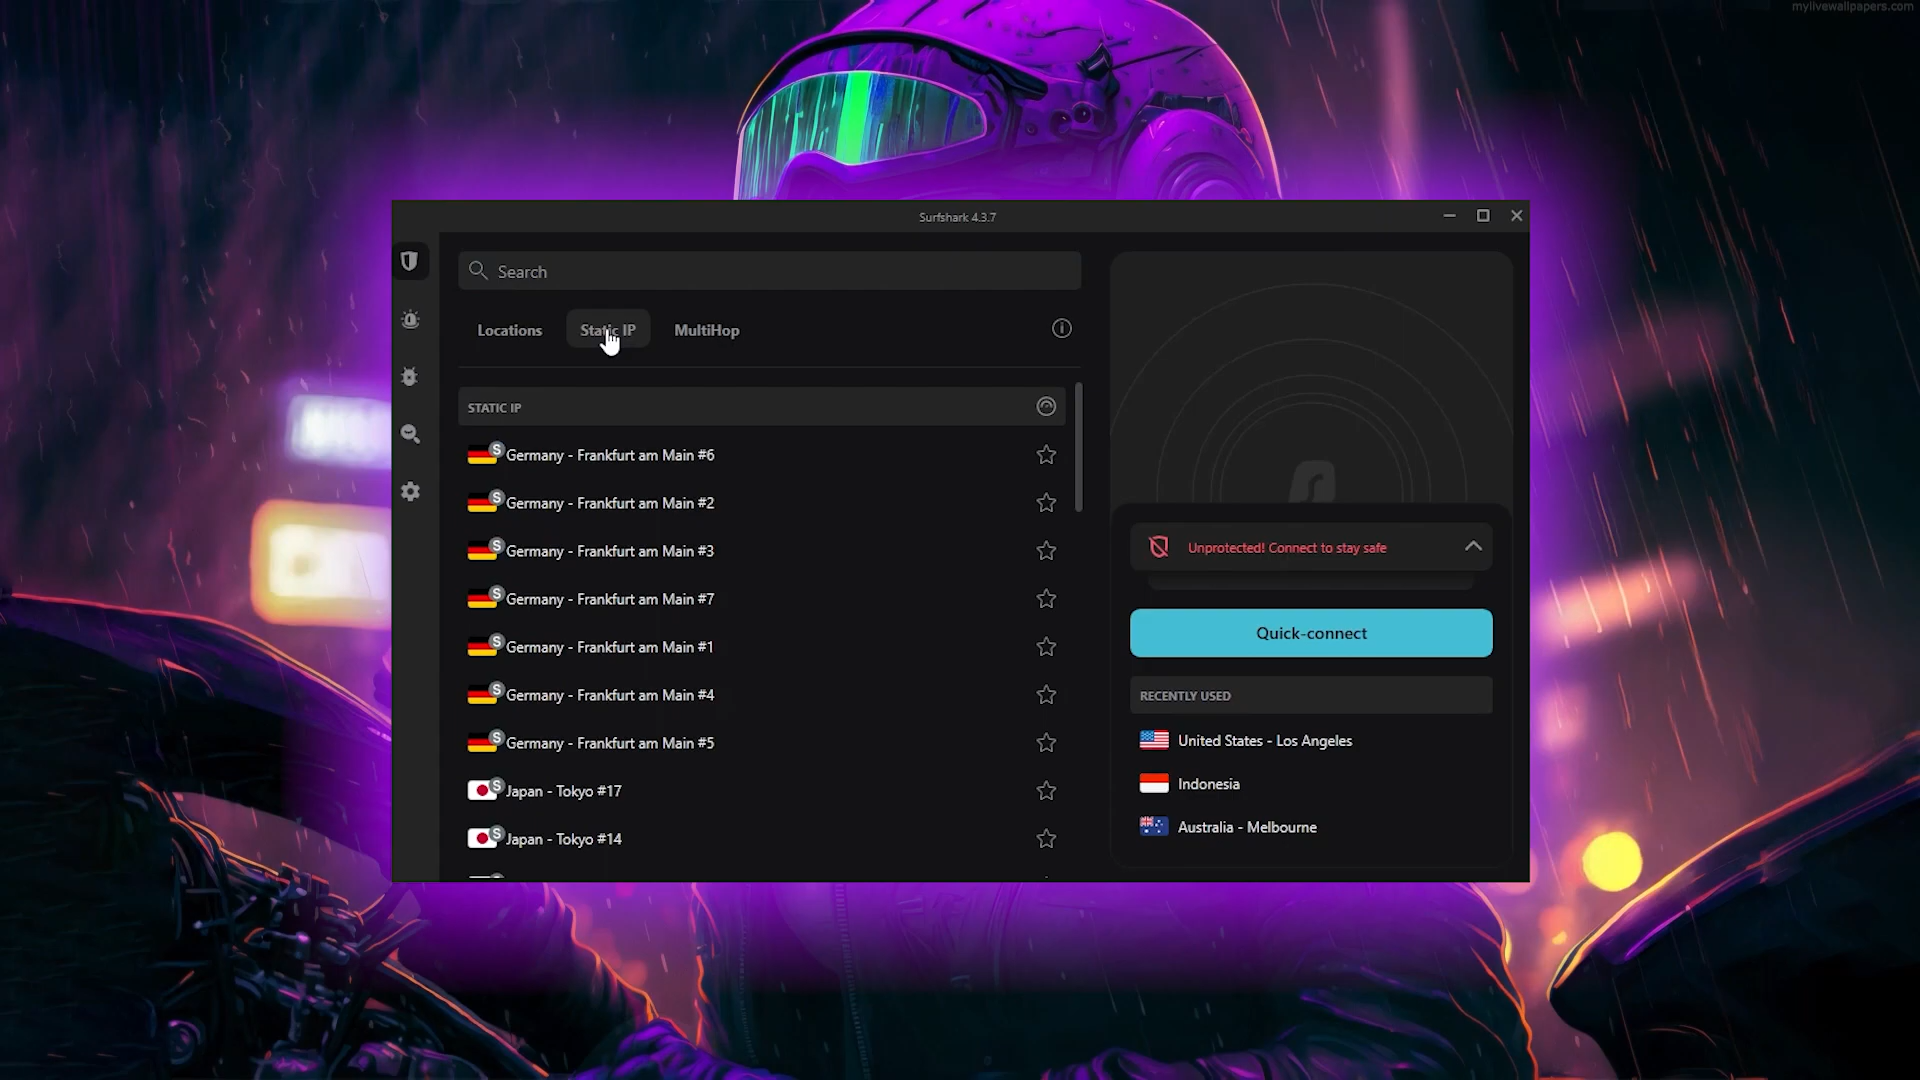 mylivewallpapers.com
Surfshark 4.3.7
Search
Locations
Static IP
MultiHop
STATIC IP
S Germany - Frankfurt am Main #6
S Germany - Frankfurt am Main #2
S Germany - Frankfurt am Main #3
S Germany - Frankfurt am Main #7
S Germany - Frankfurt am Main #1
S Germany - Frankfurt am Main #4
S Germany - Frankfurt am Main #5
S Japan - Tokyo #17
S Japan - Tokyo #14
Unprotected! Connect to stay safe
Quick-connect
RECENTLY USED
United States - Los Angeles
Indonesia
Australia - Melbourne